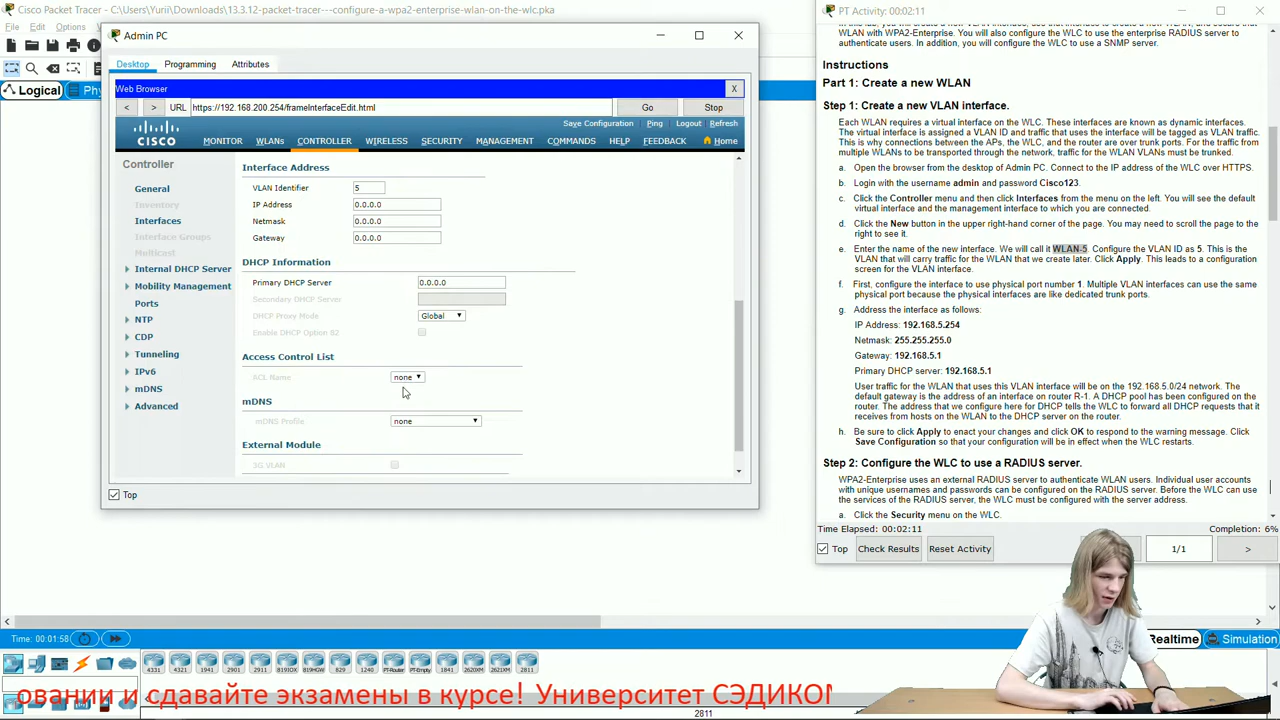 Cisco Packet Tracer - C:\Users\Yurii\Downloads\13.3.12-packet-tracer---configure-a-wpa2-enterprise-wlan-on-the-wlc.pka
File Edit Options
Logical
Admin PC
Desktop Programming Attributes
Web Browser X
< > URL https://192.168.200.254/frameInterfaceEdit.html Go Stop
Save Configuration Ping Logout Refresh
CISCO MONITOR WLANs CONTROLLER WIRELESS SECURITY MANAGEMENT COMMANDS HELP FEEDBACK Home
Controller
General
Inventory
Interfaces
Interface Groups
Multicast
Internal DHCP Server
Mobility Management
Ports
NTP
CDP
Tunneling
IPv6
mDNS
Advanced
Interface Address
VLAN Identifier 5
IP Address 0.0.0.0
Netmask 0.0.0.0
Gateway 0.0.0.0
DHCP Information
Primary DHCP Server 0.0.0.0
Secondary DHCP Server
DHCP Proxy Mode Global
Enable DHCP Option 82
Access Control List
ACL Name none
mDNS
mDNS Profile none
External Module
3G VLAN
Top
PT Activity: 00:02:11
WLAN with WPA2-Enterprise. You will also configure the WLC to use the enterprise RADIUS server to
authenticate users. In addition, you will configure the WLC to use a SNMP server.
Instructions
Part 1: Create a new WLAN
Step 1: Create a new VLAN interface.
Each WLAN requires a virtual interface on the WLC. These interfaces are known as dynamic interfaces.
The virtual interface is assigned a VLAN ID and traffic that uses the interface will be tagged as VLAN traffic.
This is why connections between the APs, the WLC, and the router are over trunk ports. For the traffic from
multiple WLANs to be transported through the network, traffic for the WLAN VLANs must be trunked.
a. Open the browser from the desktop of Admin PC. Connect to the IP address of the WLC over HTTPS.
b. Login with the username admin and password Cisco123.
c. Click the Controller menu and then click Interfaces from the menu on the left. You will see the default
virtual interface and the management interface to which you are connected.
d. Click the New button in the upper right-hand corner of the page. You may need to scroll the page to the
right to see it.
e. Enter the name of the new interface. We will call it WLAN-5. Configure the VLAN ID as 5. This is the
VLAN that will carry traffic for the WLAN that we create later. Click Apply. This leads to a configuration
screen for the VLAN interface.
f. First, configure the interface to use physical port number 1. Multiple VLAN interfaces can use the same
physical port because the physical interfaces are like dedicated trunk ports.
g. Address the interface as follows:
IP Address: 192.168.5.254
Netmask: 255.255.255.0
Gateway: 192.168.5.1
Primary DHCP server: 192.168.5.1
User traffic for the WLAN that uses this VLAN interface will be on the 192.168.5.0/24 network. The
default gateway is the address of an interface on router R-1. A DHCP pool has been configured on the
router. The address that we configure here for DHCP tells the WLC to forward all DHCP requests that it
receives from hosts on the WLAN to the DHCP server on the router.
h. Be sure to click Apply to enact your changes and click OK to respond to the warning message. Click
Save Configuration so that your configuration will be in effect when the WLC restarts.
Step 2: Configure the WLC to use a RADIUS server.
WPA2-Enterprise uses an external RADIUS server to authenticate WLAN users. Individual user accounts
with unique usernames and passwords can be configured on the RADIUS server. Before the WLC can use
the services of the RADIUS server, the WLC must be configured with the server address.
a. Click the Security menu on the WLC.
Time Elapsed: 00:02:11 Completion: 6%
Top Check Results Reset Activity 1/1 >
Time: 00:01:58 Realtime Simulation
4331 4321 1941 2901 2911 819IOX 819HGW 829 1240 PT-Router PT-Empty 1841 2620XM 2621XM 2811
овании и сдавайте экзамены в курсе! Университет СЭДИКОМ
2811